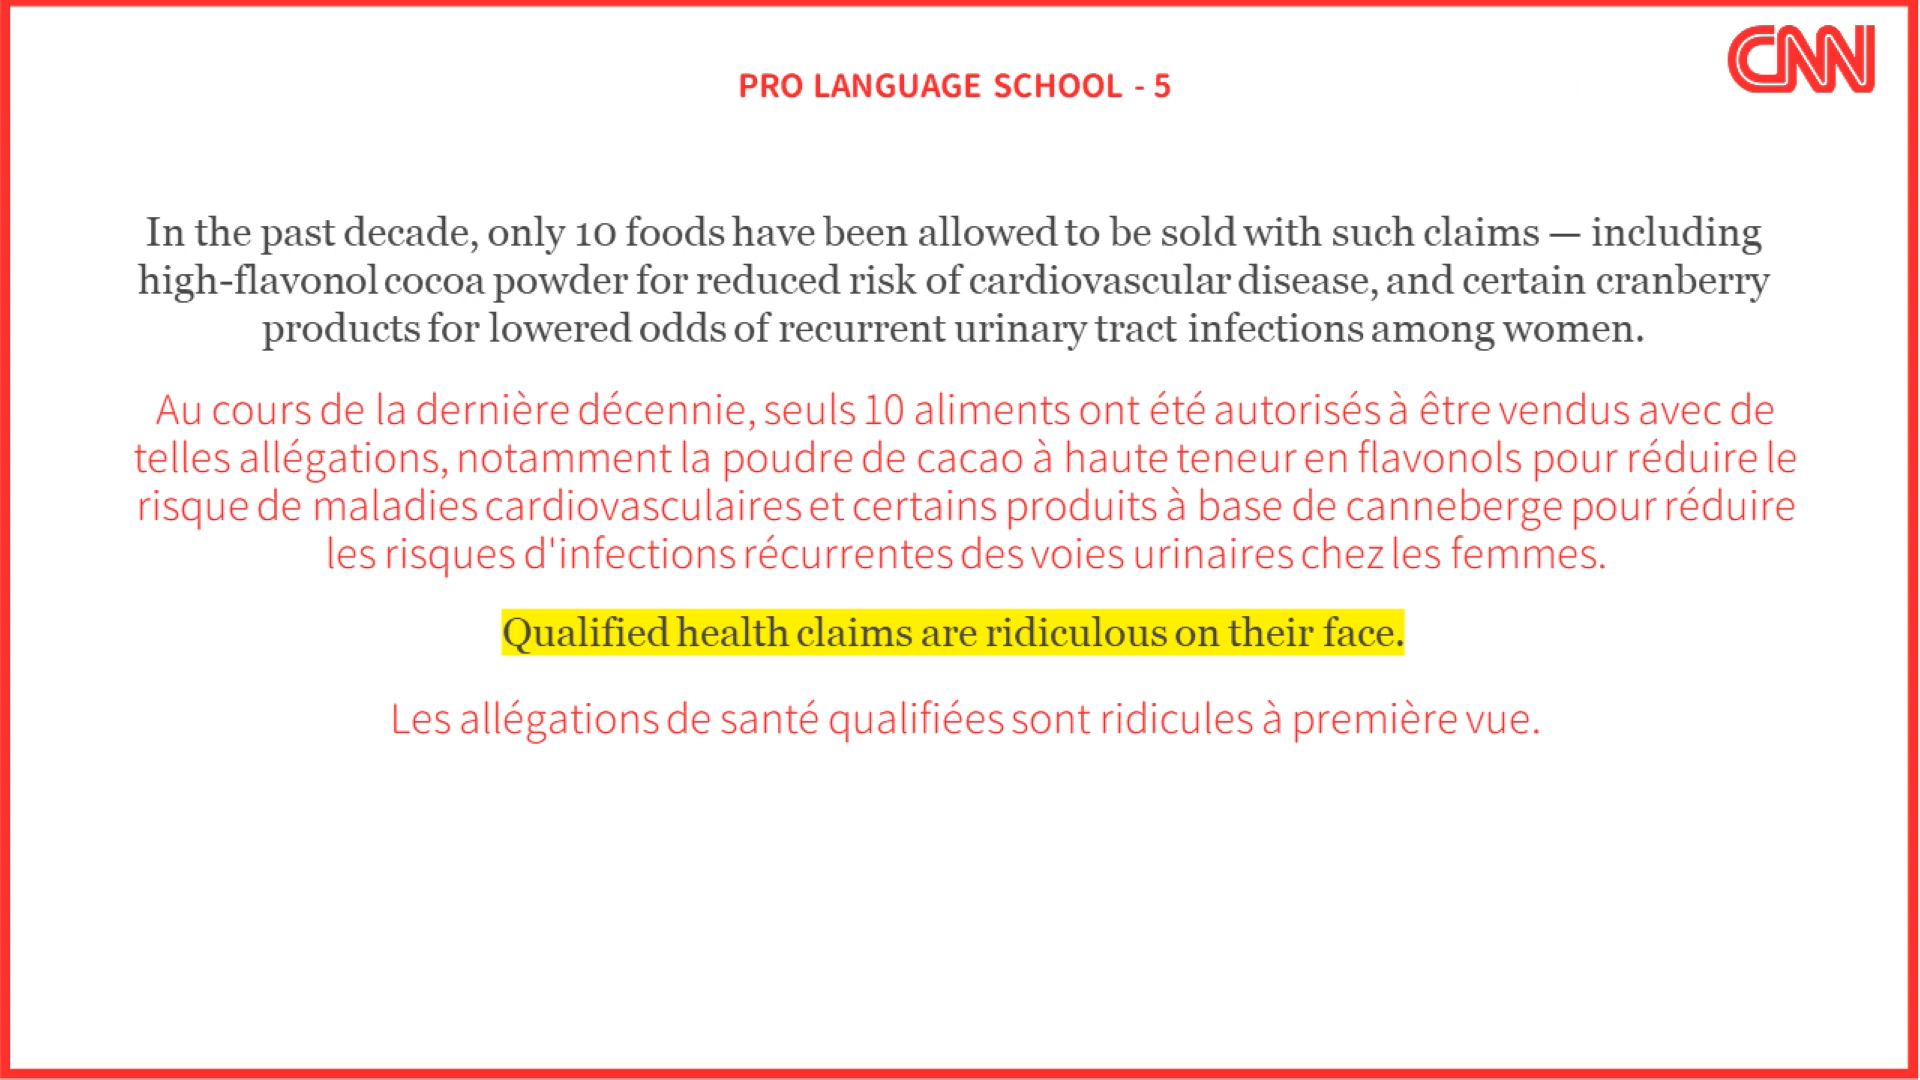 CNN
PRO LANGUAGE SCHOOL - 5
In the past decade, only 10 foods have been allowed to be sold with such claims — including
high-flavonol cocoa powder for reduced risk of cardiovascular disease, and certain cranberry
products for lowered odds of recurrent urinary tract infections among women.
Au cours de la dernière décennie, seuls 10 aliments ont été autorisés à être vendus avec de
telles allégations, notamment la poudre de cacao à haute teneur en flavonols pour réduire le
risque de maladies cardiovasculaires et certains produits à base de canneberge pour réduire
les risques d'infections récurrentes des voies urinaires chez les femmes.
Qualified health claims are ridiculous on their face.
Les allégations de santé qualifiées sont ridicules à première vue.